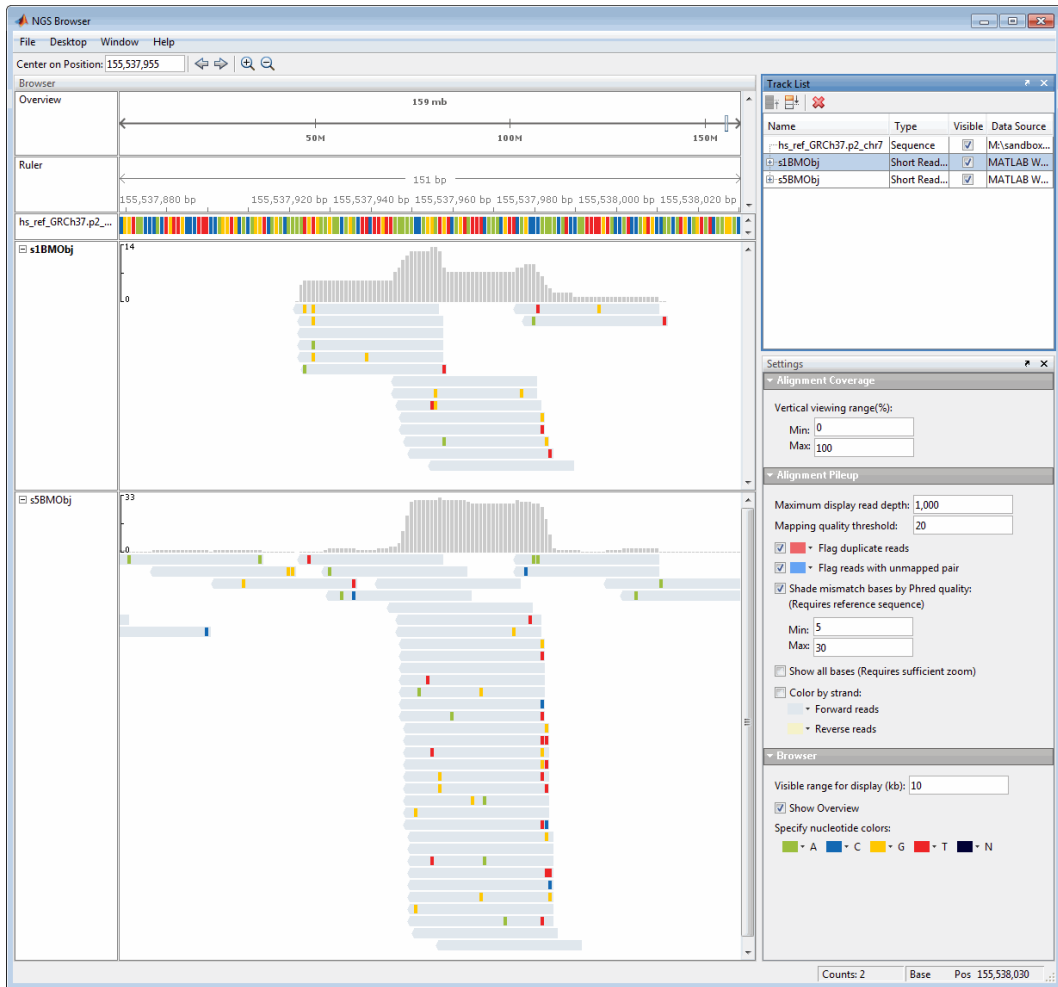 NGS Browser
File Desktop Window Help
Center on Position: 155,537,955
Browser
Overview
159 mb
50M 100M 150M
Ruler
151 bp
155,537,880 bp 155,537,920 bp 155,537,940 bp 155,537,960 bp 155,537,980 bp 155,538,000 bp 155,538,020 bp
hs_ref_GRCh37.p2_...
s1BMObj
14
0
s5BMObj
33
0
Track List
Name Type Visible Data Source
hs_ref_GRCh37.p2_chr7 Sequence M:\sandbox...
s1BMObj Short Read... MATLAB W...
s5BMObj Short Read... MATLAB W...
Settings
Alignment Coverage
Vertical viewing range(%):
Min: 0
Max: 100
Alignment Pileup
Maximum display read depth: 1,000
Mapping quality threshold: 20
Flag duplicate reads
Flag reads with unmapped pair
Shade mismatch bases by Phred quality:
(Requires reference sequence)
Min: 5
Max: 30
Show all bases (Requires sufficient zoom)
Color by strand:
Forward reads
Reverse reads
Browser
Visible range for display (kb): 10
Show Overview
Specify nucleotide colors:
A C G T N
Counts: 2 Base Pos 155,538,030